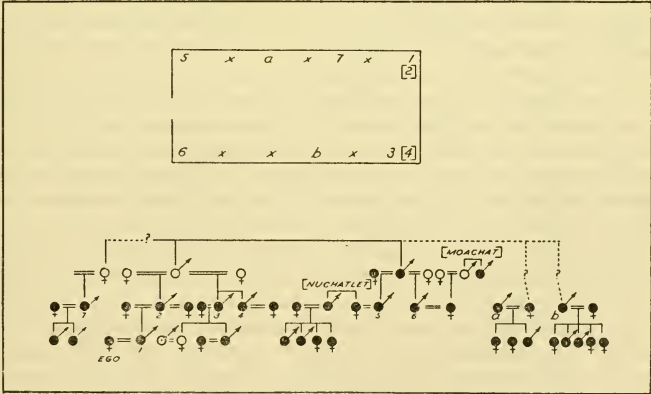 5 x a x 7 x 1
[2]
6 x x b x 3 [4]
?
[MOACHAT]
[NUCHATLET] ? ?
7 2 3 4 5 6 a b
EGO 1